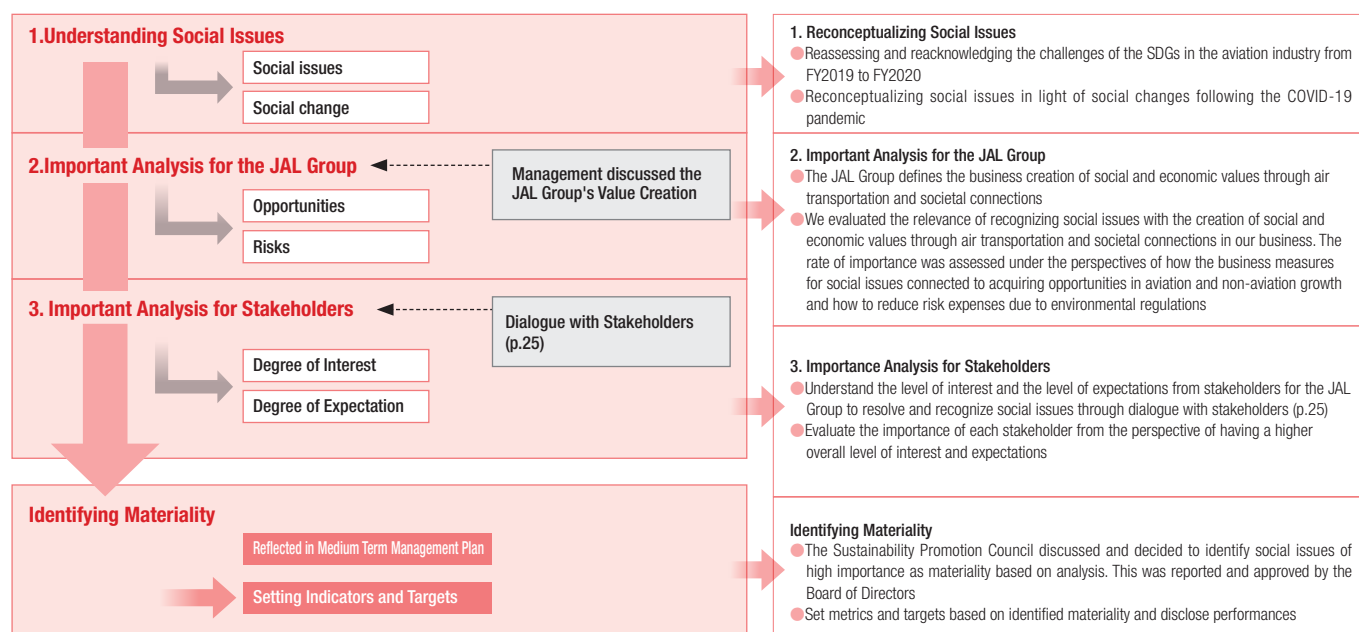 1.Understanding Social Issues
Social issues
Social change
2.Important Analysis for the JAL Group
Management discussed the
JAL Group's Value Creation
Opportunities
Risks
3. Important Analysis for Stakeholders
Dialogue with Stakeholders
(p.25)
Degree of Interest
Degree of Expectation
Identifying Materiality
Reflected in Medium Term Management Plan
Setting Indicators and Targets
1. Reconceptualizing Social Issues
●Reassessing and reacknowledging the challenges of the SDGs in the aviation industry from
FY2019 to FY2020
●Reconceptualizing social issues in light of social changes following the COVID-19
pandemic
2. Important Analysis for the JAL Group
●The JAL Group defines the business creation of social and economic values through air
transportation and societal connections
●We evaluated the relevance of recognizing social issues with the creation of social and
economic values through air transportation and societal connections in our business. The
rate of importance was assessed under the perspectives of how the business measures
for social issues connected to acquiring opportunities in aviation and non-aviation growth
and how to reduce risk expenses due to environmental regulations
3. Importance Analysis for Stakeholders
●Understand the level of interest and the level of expectations from stakeholders for the JAL
Group to resolve and recognize social issues through dialogue with stakeholders (p.25)
●Evaluate the importance of each stakeholder from the perspective of having a higher
overall level of interest and expectations
Identifying Materiality
●The Sustainability Promotion Council discussed and decided to identify social issues of
high importance as materiality based on analysis. This was reported and approved by the
Board of Directors
●Set metrics and targets based on identified materiality and disclose performances